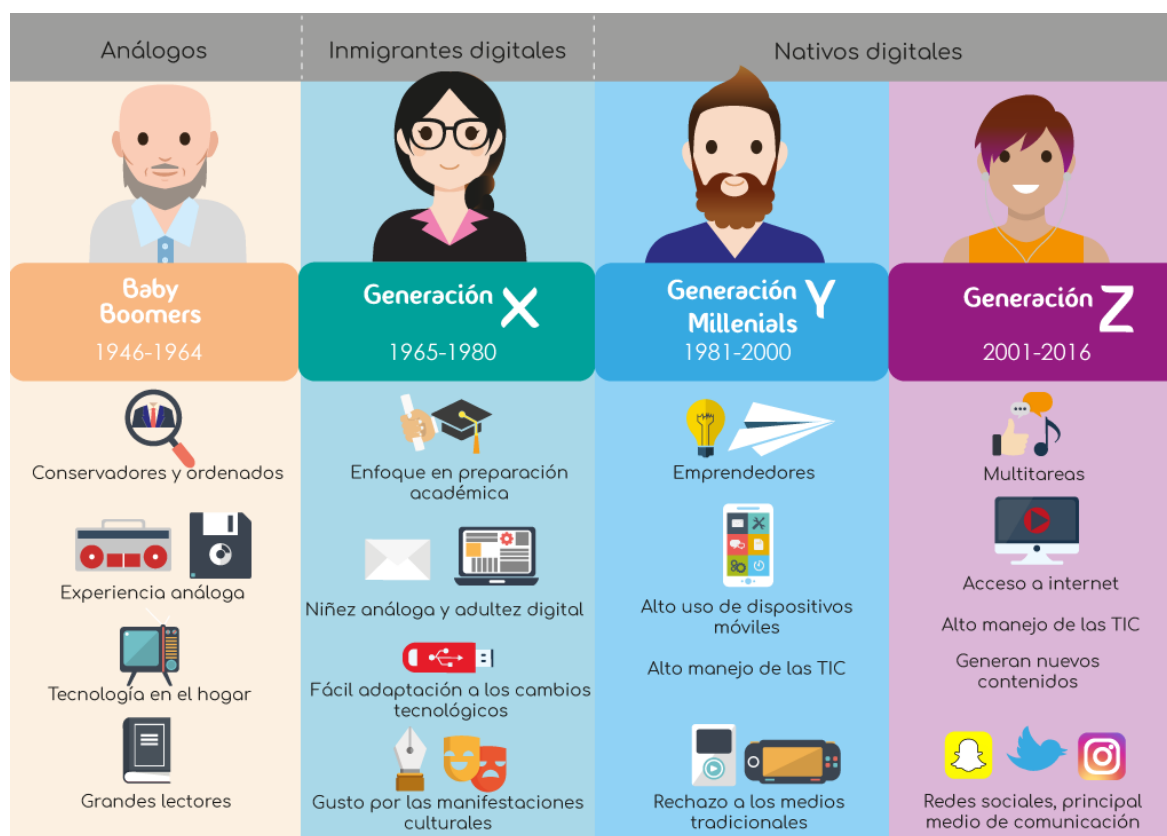 Análogos
Inmigrantes digitales
Nativos digitales
Baby
Boomers
1946-1964
Conservadores y ordenados
Experiencia análoga
Tecnología en el hogar
Grandes lectores
Generación X
1965-1980
Enfoque en preparación
académica
Niñez análoga y adultez digital
Fácil adaptación a los cambios
tecnológicos
Gusto por las manifestaciones
culturales
Generación Y
Millenials
1981-2000
Emprendedores
Alto uso de dispositivos
móviles
Alto manejo de las TIC
Rechazo a los medios
tradicionales
Generación Z
2001-2016
Multitareas
Acceso a internet
Alto manejo de las TIC
Generan nuevos
contenidos
Redes sociales, principal
medio de comunicación